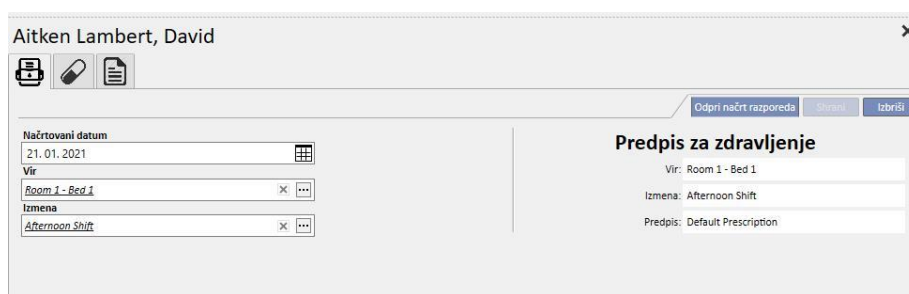 Aitken Lambert, David
Odpri načrt razporeda Shrani Izbriši
Načrtovani datum
21. 01. 2021
Vir
Room 1 - Bed 1
Izmena
Afternoon Shift
Predpis za zdravljenje
Vir: Room 1 - Bed 1
Izmena: Afternoon Shift
Predpis: Default Prescription